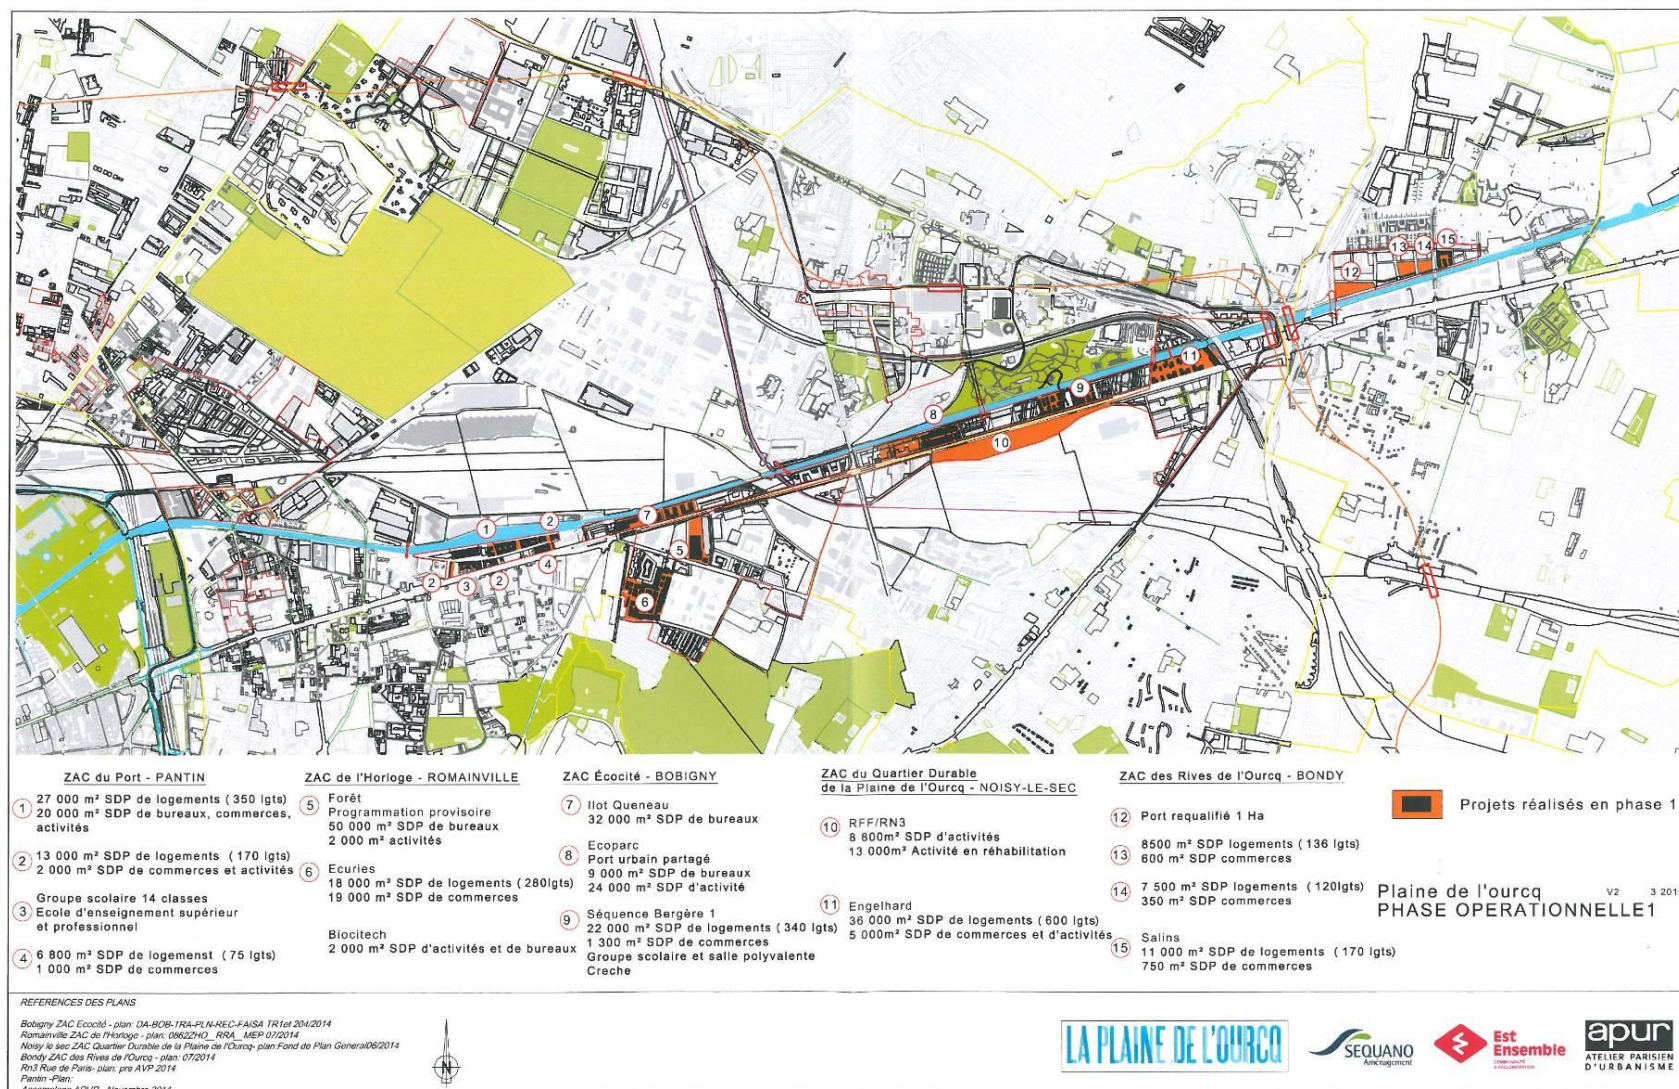 ZAC du Port - PANTIN
1
27 000 m² SDP de logements ( 350 lgts)
20 000 m² SDP de bureaux, commerces,
activités
2
13 000 m² SDP de logements ( 170 lgts)
2 000 m² SDP de commerces et activités
3
Groupe scolaire 14 classes
Ecole d'enseignement supérieur
et professionnel
4
6 800 m² SDP de logemenst ( 75 lgts)
1 000 m² SDP de commerces
ZAC de l'Horloge - ROMAINVILLE
5
Forêt
Programmation provisoire
50 000 m² SDP de bureaux
2 000 m² activités
6
Ecuries
18 000 m² SDP de logements ( 280lgts)
19 000 m² SDP de commerces
Biocitech
2 000 m² SDP d'activités et de bureaux
ZAC Écocité - BOBIGNY
7
Ilot Queneau
32 000 m² SDP de bureaux
8
Ecoparc
Port urbain partagé
9 000 m² SDP de bureaux
24 000 m² SDP d'activité
9
Séquence Bergère 1
22 000 m² SDP de logements ( 340 lgts)
1 300 m² SDP de commerces
Groupe scolaire et salle polyvalente
Creche
ZAC du Quartier Durable
de la Plaine de l'Ourcq - NOISY-LE-SEC
10
RFF/RN3
8 800m² SDP d'activités
13 000m² Activité en réhabilitation
11
Engelhard
36 000 m² SDP de logements ( 600 lgts)
5 000m² SDP de commerces et d'activités
ZAC des Rives de l'Ourcq - BONDY
12
Port requalifié 1 Ha
13
8500 m² SDP logements ( 136 lgts)
600 m² SDP commerces
14
7 500 m² SDP logements ( 120lgts)
350 m² SDP commerces
15
Salins
11 000 m² SDP de logements ( 170 lgts)
750 m² SDP de commerces
Projets réalisés en phase 1
Plaine de l'ourcq V2 3 201
PHASE OPERATIONNELLE1
REFERENCES DES PLANS
Bobigny ZAC Ecocité - plan: DA-BOB-TRA-PLN-REC-FAISA TR1et 204/2014
Romainville ZAC de l'Horloge - plan: 0862ZHO_ RRA_ MEP 07/2014
Noisy le sec ZAC Quartier Durable de la Plaine de l'Ourcq- plan:Fond de Plan General06/2014
Bondy ZAC des Rives de l'Ourcq - plan: 07/2014
Rn3 Rue de Paris- plan: pre AVP 2014
Pantin -Plan:
Assemblage APUR - Novembre 2014
LA PLAINE DE L'OURCQ
SEQUANO
Aménagement
Est
Ensemble
apur
ATELIER PARISIEN
D'URBANISME